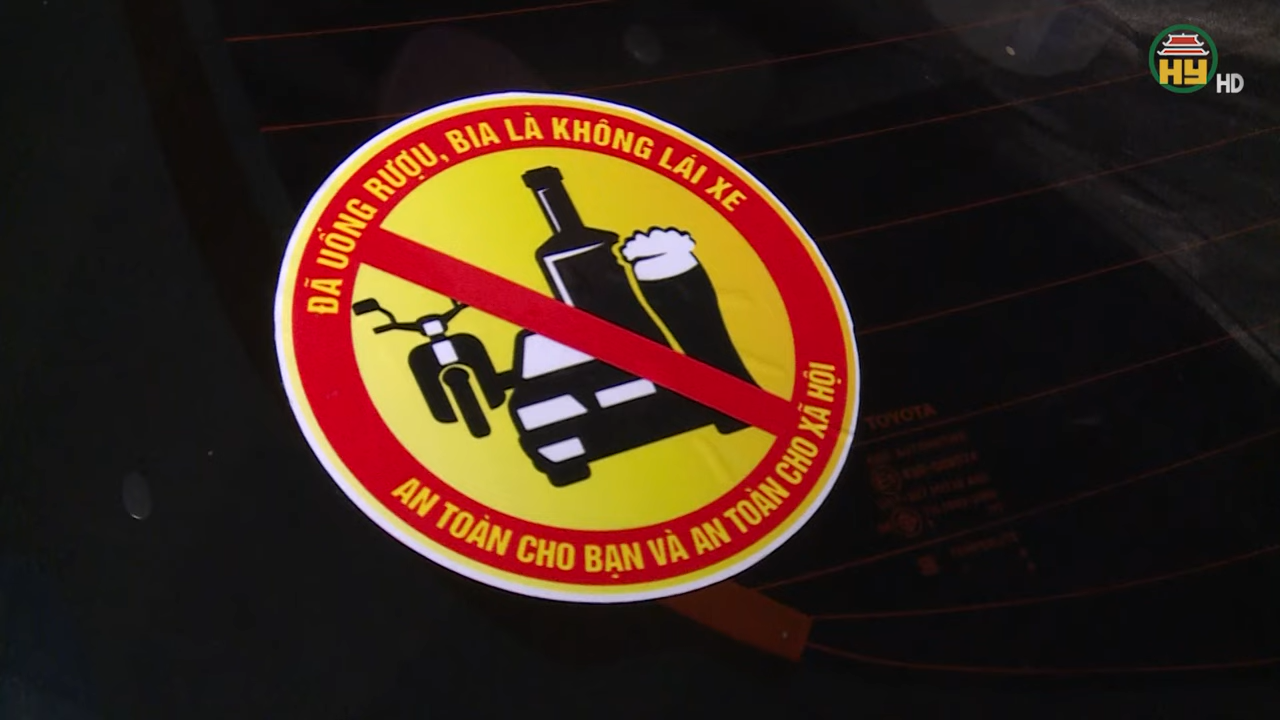 HY HD
ĐÃ UỐNG RƯỢU, BIA LÀ KHÔNG LÁI XE
AN TOÀN CHO BẠN VÀ AN TOÀN CHO XÃ HỘI
TOYOTA